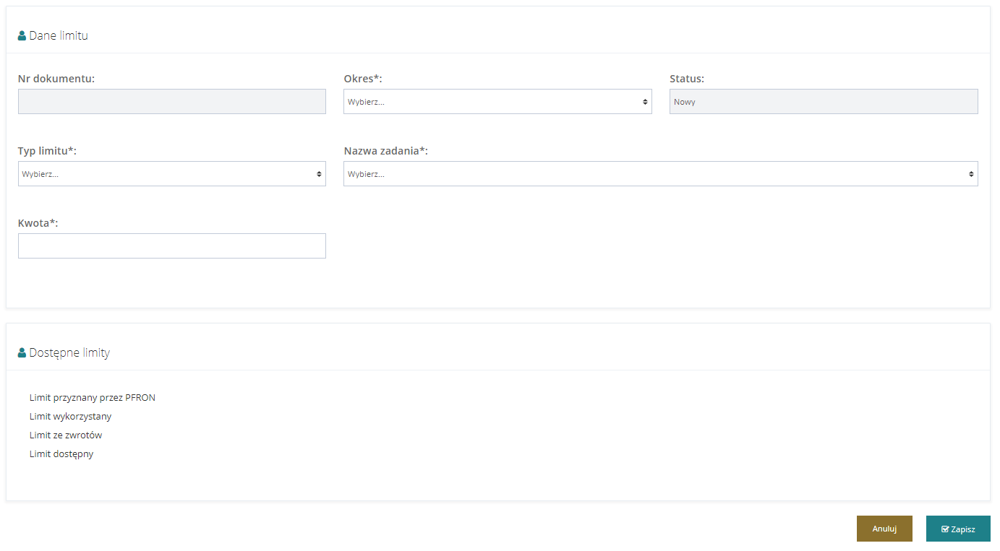 Dane limitu
Nr dokumentu:
Okres*:
Status:
Wybierz...
Nowy
Typ limitu*:
Nazwa zadania*:
Wybierz...
Wybierz...
Kwota*:
Dostępne limity
Limit przyznany przez PFRON
Limit wykorzystany
Limit ze zwrotów
Limit dostępny
Anuluj
Zapisz